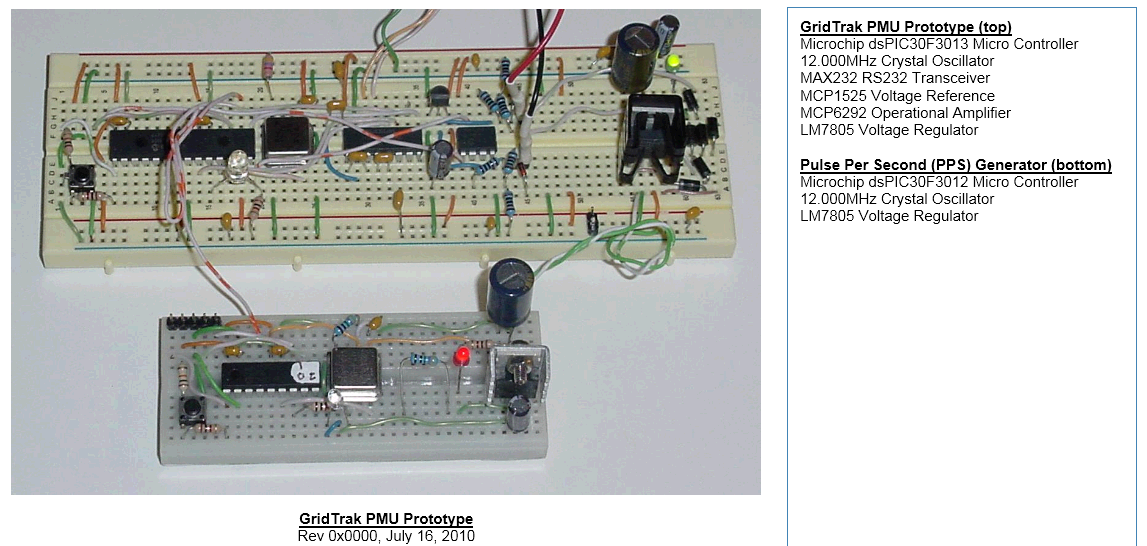 GridTrak PMU Prototype (top)
Microchip dsPIC30F3013 Micro Controller
12.000MHz Crystal Oscillator
MAX232 RS232 Transceiver
MCP1525 Voltage Reference
MCP6292 Operational Amplifier
LM7805 Voltage Regulator
Pulse Per Second (PPS) Generator (bottom)
Microchip dsPIC30F3012 Micro Controller
12.000MHz Crystal Oscillator
LM7805 Voltage Regulator
GridTrak PMU Prototype
Rev 0x0000, July 16, 2010